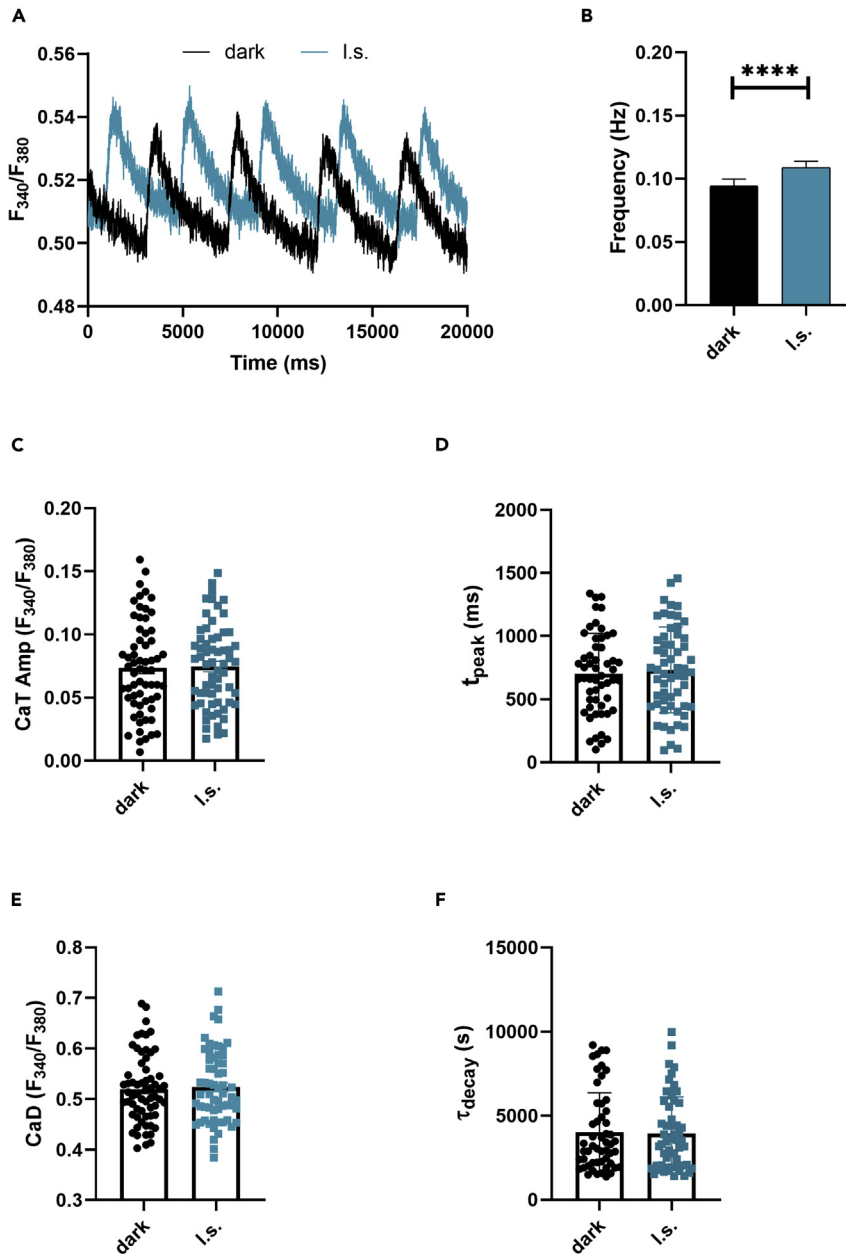 A
dark
l.s.
0.56
0.54
0.52
0.50
0.48
F340/F380
0
5000
10000
15000
20000
Time (ms)
B
****
0.20
0.15
0.10
0.05
0.00
Frequency (Hz)
dark
l.s.
C
0.20
0.15
0.10
0.05
0.00
CaT Amp (F340/F380)
dark
l.s.
D
2000
1500
1000
500
0
tpeak (ms)
dark
l.s.
E
0.8
0.7
0.6
0.5
0.4
0.3
CaD (F340/F380)
dark
l.s.
F
15000
10000
5000
0
τdecay (s)
dark
l.s.